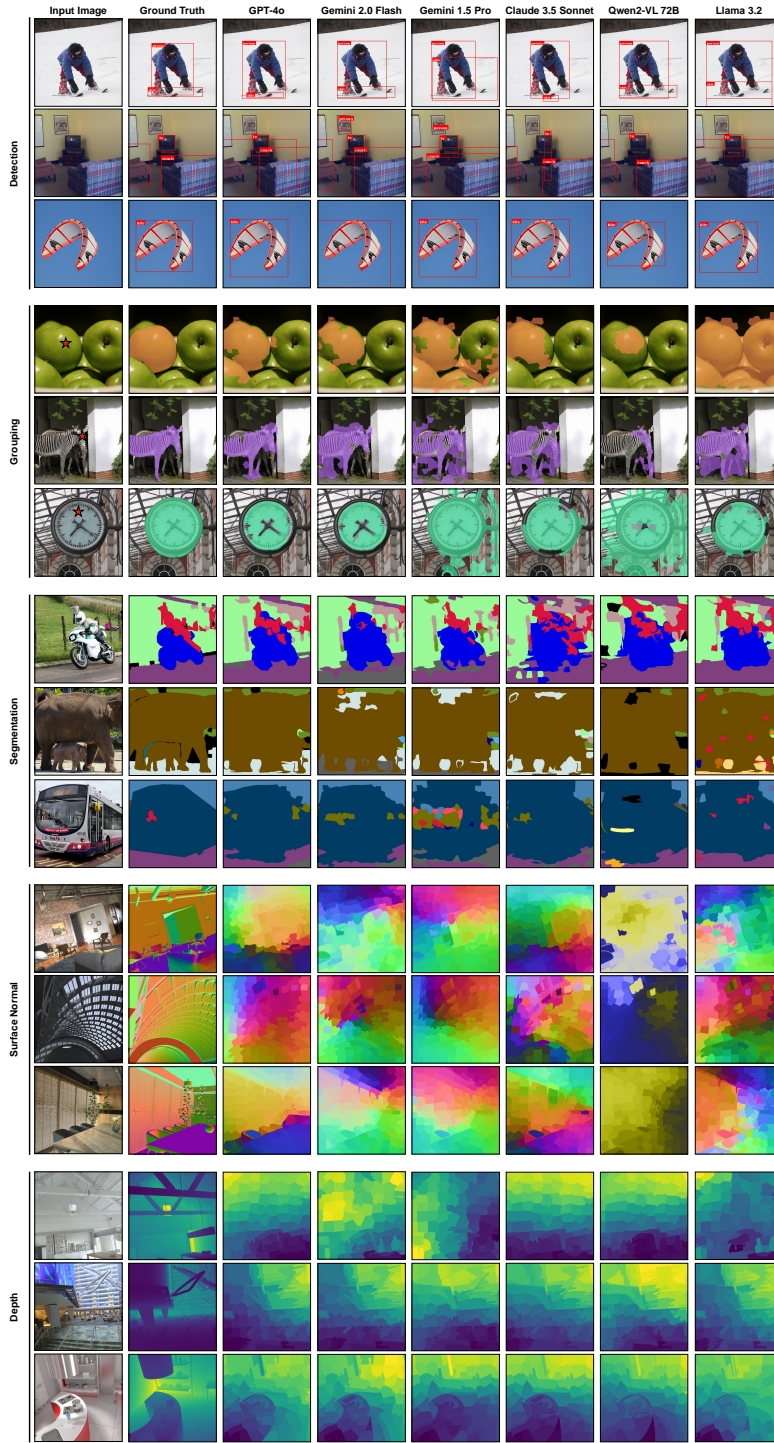 Input Image Ground Truth GPT-4o Gemini 2.0 Flash Gemini 1.5 Pro Claude 3.5 Sonnet Qwen2-VL 72B Llama 3.2
Detection
Grouping
Segmentation
Surface Normal
Depth